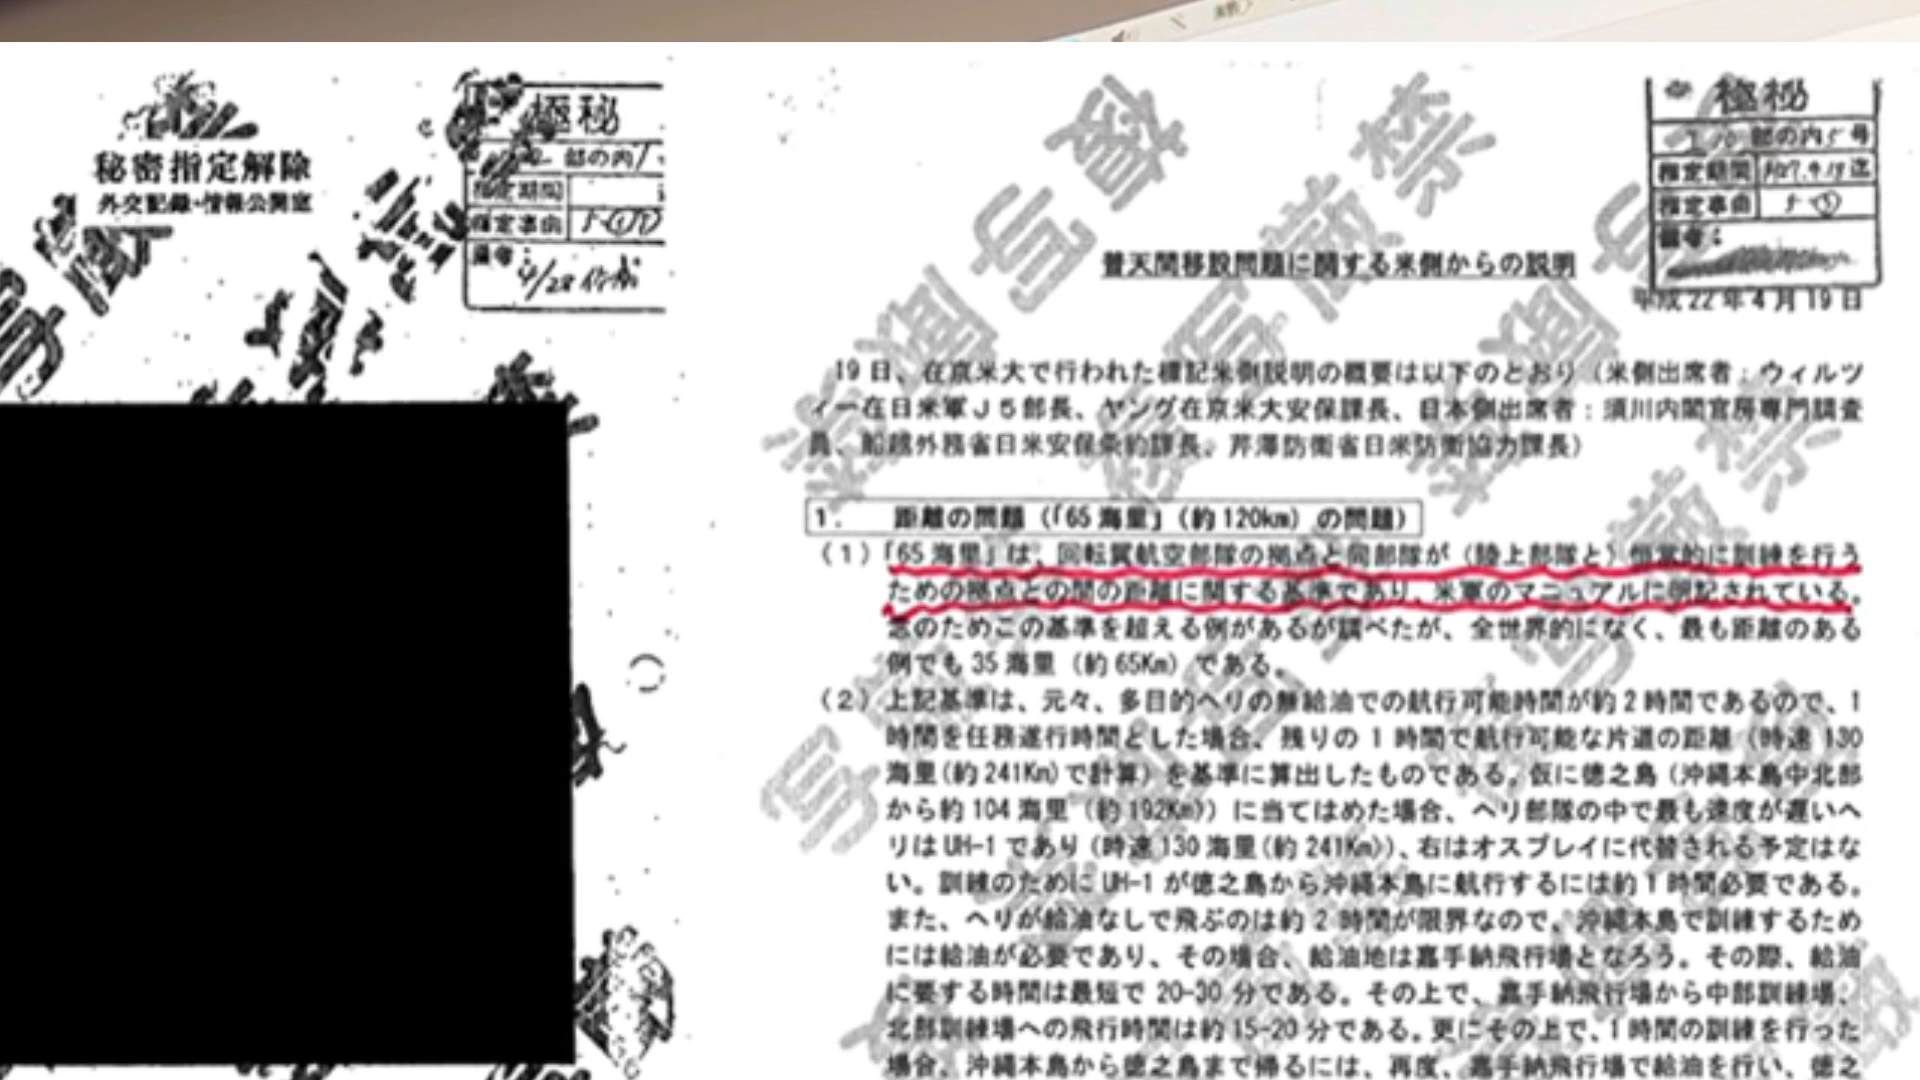 秘密指定解除
外交記録・情報公開室
極秘
部の内1
指定期間
指定事由
備考:
4/28作成
極秘
部の内5号
指定期間
指定事由
備考:
普天間移設問題に関する米側からの説明
平成22年4月19日
19日、在京米大で行われた標記米側説明の概要は以下のとおり(米側出席者:ウィルツ
ィー在日米軍J5部長、ヤング在京米大安保課長、日本側出席者:須川内閣官房専門調査
員、船越外務省日米安保条約課長、芹澤防衛省日米防衛協力課長)
1. 距離の問題(「65海里」(約120km)の問題)
(1)「65海里」は、回転翼航空部隊の拠点と同部隊が(陸上部隊と)恒常的に訓練を行う
ための拠点との間の距離に関する基準であり、米軍のマニュアルに明記されている。
念のためこの基準を超える例があるが調べたが、全世界的になく、最も距離のある
例でも35海里(約65Km)である。
(2)上記基準は、元々、多目的ヘリの無給油での航行可能時間が約2時間であるので、1
時間を任務遂行時間とした場合、残りの1時間で航行可能な片道の距離(時速130
海里(約241Km)で計算)を基準に算出したものである。仮に徳之島(沖縄本島中北部
から約104海里(約192Km))に当てはめた場合、ヘリ部隊の中で最も速度が遅いヘ
リはUH-1であり(時速130海里(約241Km))、右はオスプレイに代替される予定はな
い。訓練のためにUH-1が徳之島から沖縄本島に航行するには約1時間必要である。
また、ヘリが給油なしで飛ぶのは約2時間が限界なので、沖縄本島で訓練するため
には給油が必要であり、その場合、給油地は嘉手納飛行場となろう。その際、給油
に要する時間は最短で20-30分である。その上で、嘉手納飛行場から中部訓練場、
北部訓練場への飛行時間は約15-20分である。更にその上で、1時間の訓練を行った
場合、沖縄本島から徳之島まで帰るには、再度、嘉手納飛行場で給油を行い、徳之